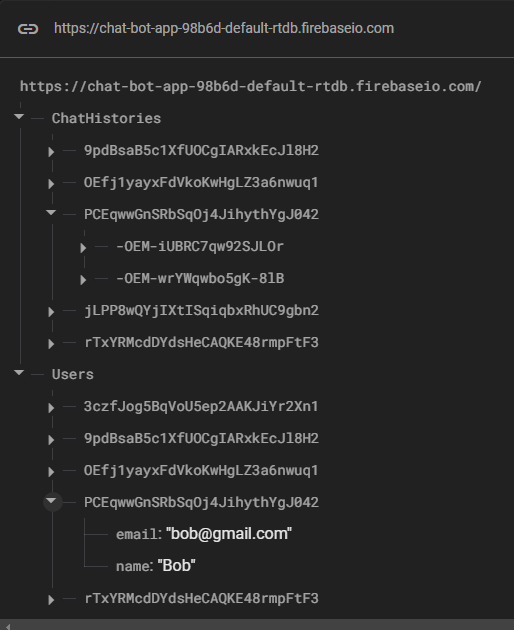 https://chat-bot-app-98b6d-default-rtdb.firebaseio.com
https://chat-bot-app-98b6d-default-rtdb.firebaseio.com/
ChatHistories
9pdBsaB5c1XfUOCgIARxkEcJl8H2
OEfj1yayxFdVkoKwHgLZ3a6nwuq1
PCEqwwGnSRbSqOj4JihythYgJ042
-OEM-iUBRC7qw92SJLOr
-OEM-wrYWqwbo5gK-8lB
jLPP8wQYjIXtISqiqbxRhUC9gbn2
rTxYRMcdDYdsHeCAQKE48rmpFtF3
Users
3czfJog5BqVoU5ep2AAKJiYr2Xn1
9pdBsaB5c1XfUOCgIARxkEcJl8H2
OEfj1yayxFdVkoKwHgLZ3a6nwuq1
PCEqwwGnSRbSqOj4JihythYgJ042
email: "bob@gmail.com"
name: "Bob"
rTxYRMcdDYdsHeCAQKE48rmpFtF3